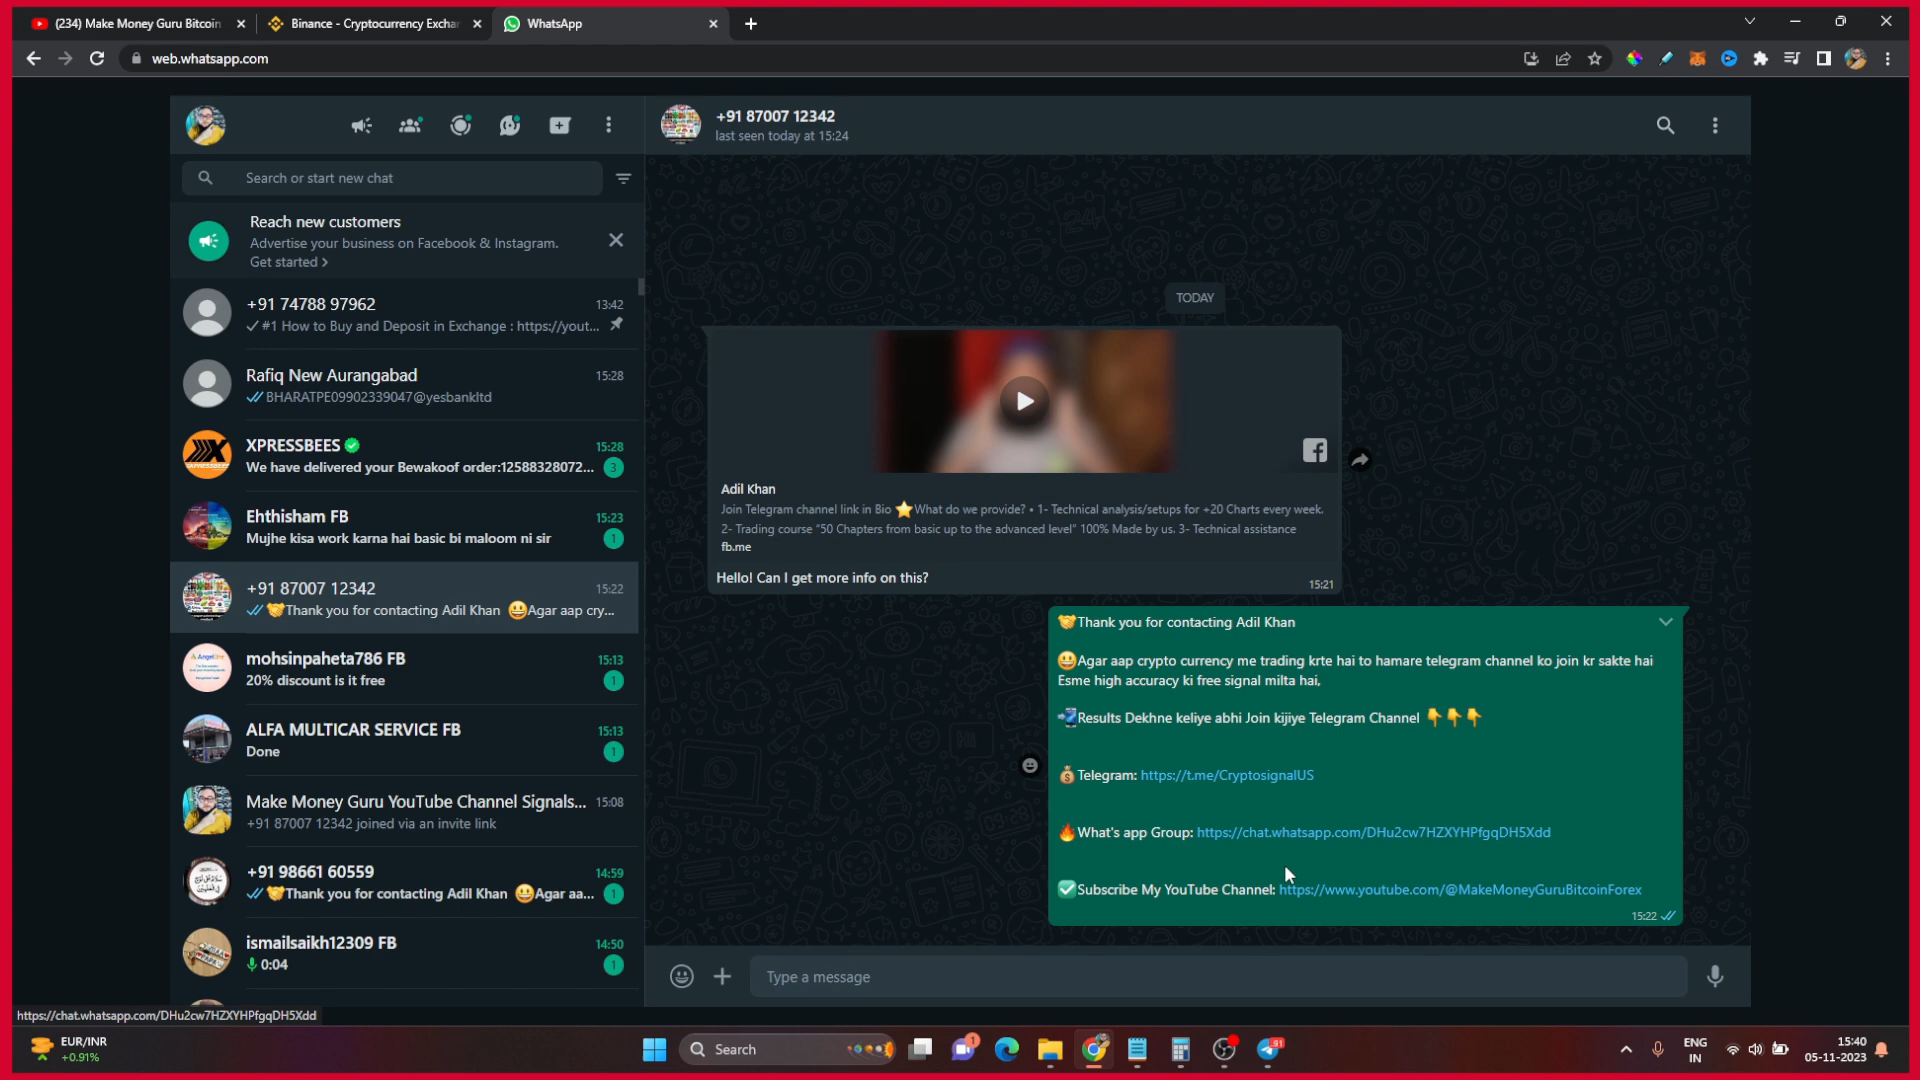 (234) Make Money Guru Bitcoin
Binance - Cryptocurrency Exchan
WhatsApp
web.whatsapp.com
+91 87007 12342
last seen today at 15:24
Search or start new chat
Reach new customers
Advertise your business on Facebook & Instagram.
Get started >
+91 74788 97962
13:42
#1 How to Buy and Deposit in Exchange : https://yout...
Rafiq New Aurangabad
15:28
BHARATPE09902339047@yesbankltd
XPRESSBEES
15:28
We have delivered your Bewakoof order:12588328072...
3
Ehthisham FB
15:23
Mujhe kisa work karna hai basic bi maloom ni sir
1
+91 87007 12342
15:22
🤝Thank you for contacting Adil Khan 😃Agar aap cry...
mohsinpaheta786 FB
15:13
20% discount is it free
1
ALFA MULTICAR SERVICE FB
15:13
Done
1
Make Money Guru YouTube Channel Signals...
15:08
+91 87007 12342 joined via an invite link
+91 98661 60559
14:59
🤝Thank you for contacting Adil Khan 😃Agar aa...
1
ismailsaikh12309 FB
14:50
0:04
1
TODAY
Adil Khan
Join Telegram channel link in Bio ⭐What do we provide? • 1- Technical analysis/setups for +20 Charts every week.
2- Trading course "50 Chapters from basic up to the advanced level" 100% Made by us. 3- Technical assistance
fb.me
Hello! Can I get more info on this?
15:21
🤝Thank you for contacting Adil Khan
😃Agar aap crypto currency me trading krte hai to hamare telegram channel ko join kr sakte hai
Esme high accuracy ki free signal milta hai,
📲Results Dekhne keliye abhi Join kijiye Telegram Channel 👇👇👇
💰Telegram: https://t.me/CryptosignalUS
🔥What's app Group: https://chat.whatsapp.com/DHu2cw7HZXYHPfgqDH5Xdd
✅Subscribe My YouTube Channel: https://www.youtube.com/@MakeMoneyGuruBitcoinForex
15:22
Type a message
https://chat.whatsapp.com/DHu2cw7HZXYHPfgqDH5Xdd
EUR/INR
+0.91%
Search
1
91
ENG
IN
15:40
05-11-2023